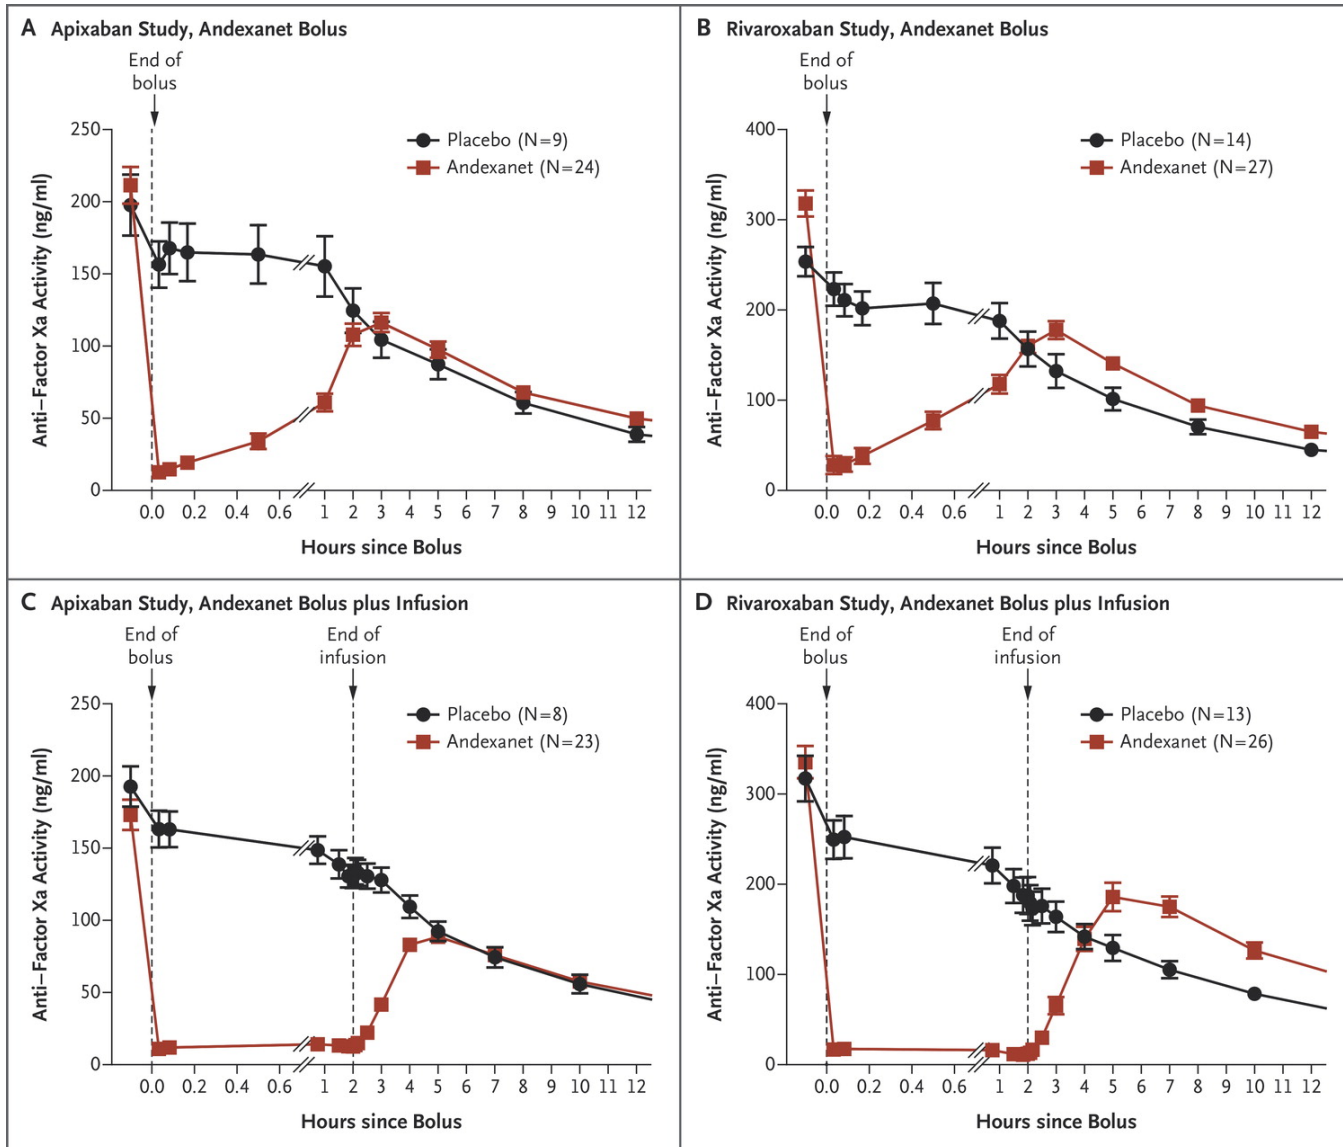 A Apixaban Study, Andexanet Bolus
End of
bolus
Anti–Factor Xa Activity (ng/ml)
250
200
150
100
50
0
Placebo (N=9)
Andexanet (N=24)
0.0 0.2 0.4 0.6 1 2 3 4 5 6 7 8 9 10 11 12
Hours since Bolus
B Rivaroxaban Study, Andexanet Bolus
End of
bolus
Anti–Factor Xa Activity (ng/ml)
400
300
200
100
0
Placebo (N=14)
Andexanet (N=27)
0.0 0.2 0.4 0.6 1 2 3 4 5 6 7 8 9 10 11 12
Hours since Bolus
C Apixaban Study, Andexanet Bolus plus Infusion
End of
bolus
End of
infusion
Anti–Factor Xa Activity (ng/ml)
250
200
150
100
50
0
Placebo (N=8)
Andexanet (N=23)
0.0 0.2 0.4 0.6 1 2 3 4 5 6 7 8 9 10 11 12
Hours since Bolus
D Rivaroxaban Study, Andexanet Bolus plus Infusion
End of
bolus
End of
infusion
Anti–Factor Xa Activity (ng/ml)
400
300
200
100
0
Placebo (N=13)
Andexanet (N=26)
0.0 0.2 0.4 0.6 1 2 3 4 5 6 7 8 9 10 11 12
Hours since Bolus